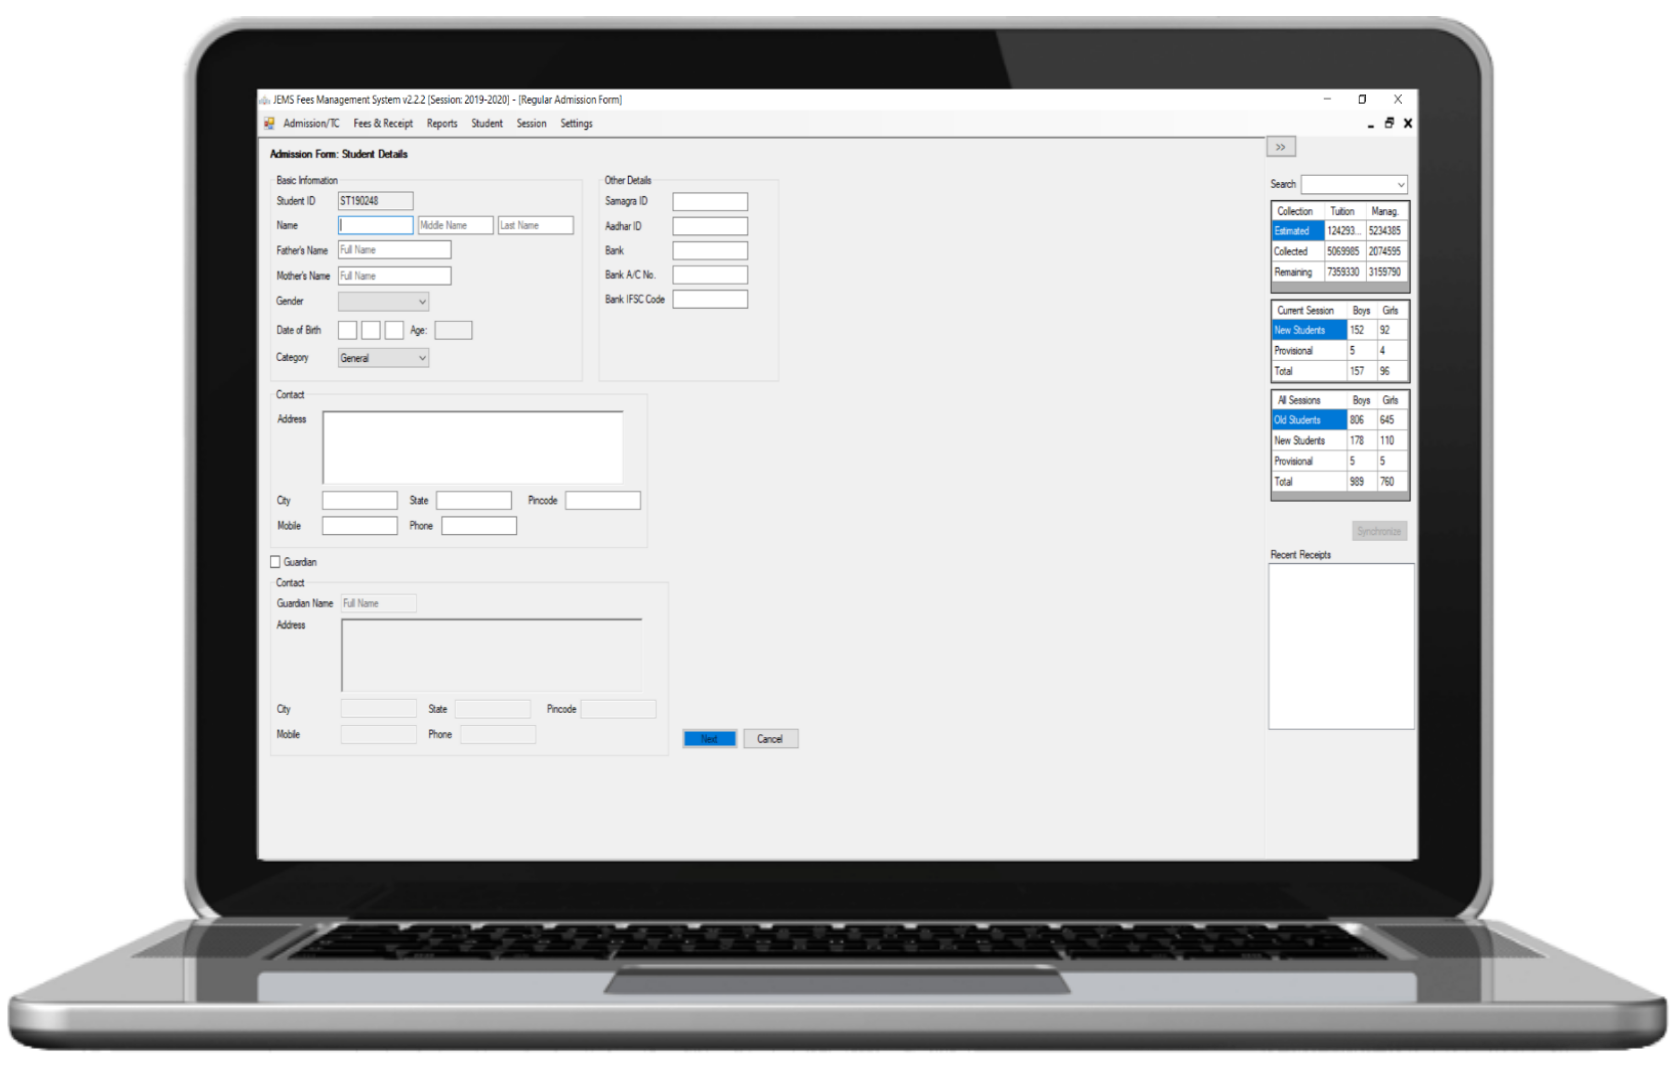 JEMS Fees Management System v2.2.2 [Session: 2019-2020] - [Regular Admission Form]
Admission/TC Fees & Receipt Reports Student Session Settings
Admission Form: Student Details
Basic Information
Student ID ST190248
Name Middle Name Last Name
Father's Name Full Name
Mother's Name Full Name
Gender
Date of Birth Age:
Category General
Other Details
Samagra ID
Aadhar ID
Bank
Bank A/C No.
Bank IFSC Code
Contact
Address
City State Pincode
Mobile Phone
Guardian
Contact
Guardian Name Full Name
Address
City State Pincode
Mobile Phone
Next Cancel
>>
Search
Collection Tuition Manag.
Estimated 124293... 5234385
Collected 5069985 2074595
Remaining 7359330 3159790
Current Session Boys Girls
New Students 152 92
Provisional 5 4
Total 157 96
All Sessions Boys Girls
Old Students 806 645
New Students 178 110
Provisional 5 5
Total 989 760
Synchronize
Recent Receipts